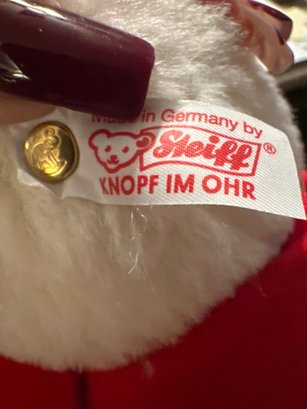 Made in Germany by
Steiff®
KNOPF IM OHR